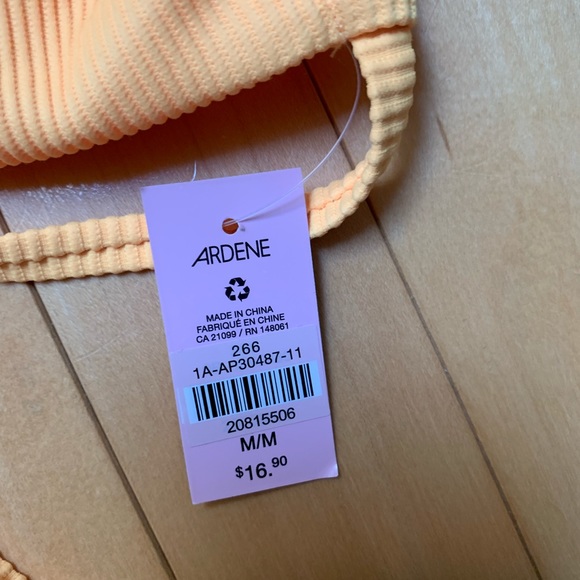 ARDENE
MADE IN CHINA
FABRIQUÉ EN CHINE
CA 21099 / RN 148061
266
1A-AP30487-11
20815506
M/M
$16.90